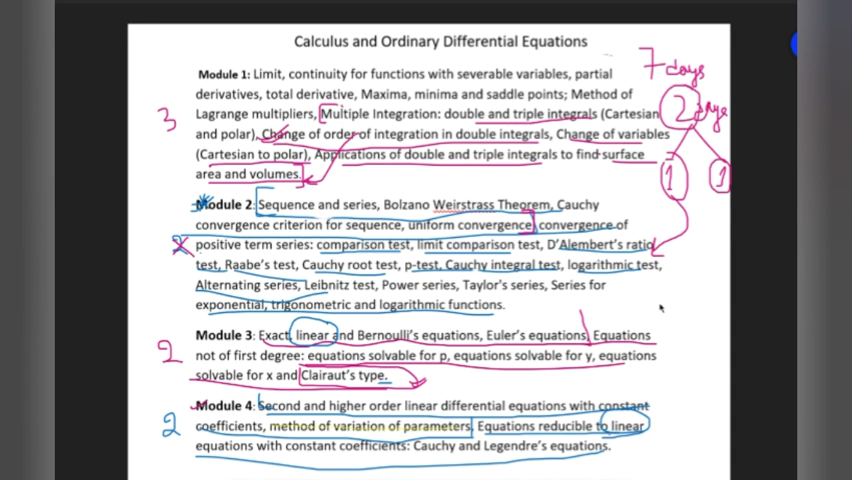 Calculus and Ordinary Differential Equations
7 days
Module 1: Limit, continuity for functions with severable variables, partial
derivatives, total derivative, Maxima, minima and saddle points; Method of
2 days
3
Lagrange multipliers, Multiple Integration: double and triple integrals (Cartesian
and polar), Change of order of integration in double integrals, Change of variables
(Cartesian to polar), Applications of double and triple integrals to find surface
area and volumes.
1 1
Module 2: Sequence and series, Bolzano Weirstrass Theorem, Cauchy
convergence criterion for sequence, uniform convergence, convergence of
2
positive term series: comparison test, limit comparison test, D'Alembert's ratio
test, Raabe's test, Cauchy root test, p-test, Cauchy integral test, logarithmic test,
Alternating series, Leibnitz test, Power series, Taylor's series, Series for
exponential, trigonometric and logarithmic functions.
Module 3: Exact, linear and Bernoulli's equations, Euler's equations, Equations
2
not of first degree: equations solvable for p, equations solvable for y, equations
solvable for x and Clairaut's type.
Module 4: Second and higher order linear differential equations with constant
2
coefficients, method of variation of parameters, Equations reducible to linear
equations with constant coefficients: Cauchy and Legendre's equations.